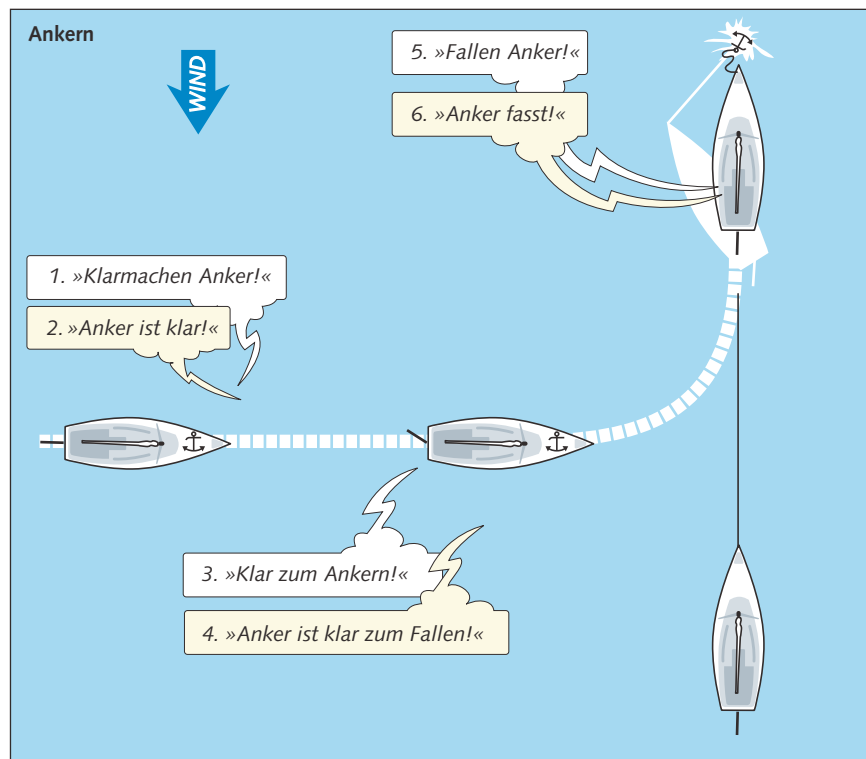 Ankern
WIND
5. »Fallen Anker!«
6. »Anker fasst!«
1. »Klarmachen Anker!«
2. »Anker ist klar!«
3. »Klar zum Ankern!«
4. »Anker ist klar zum Fallen!«